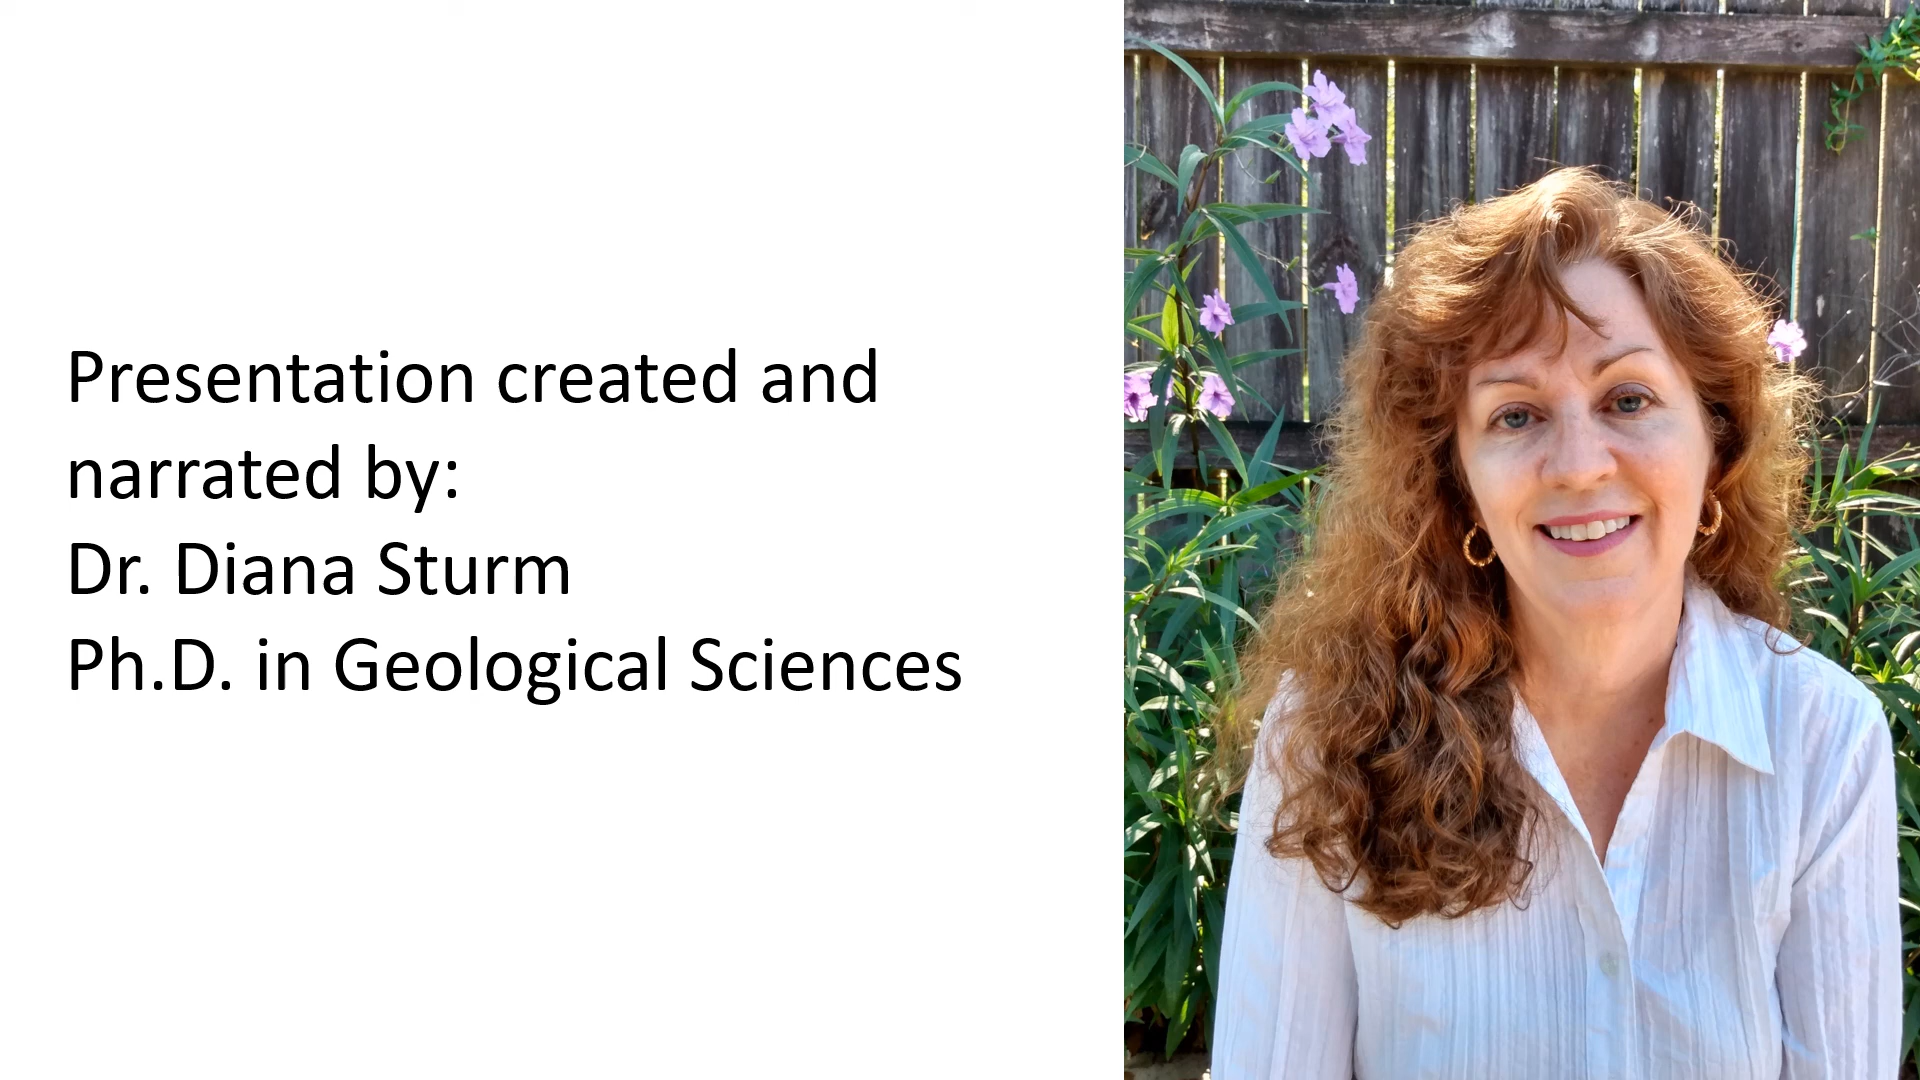 Presentation created and
narrated by:
Dr. Diana Sturm
Ph.D. in Geological Sciences